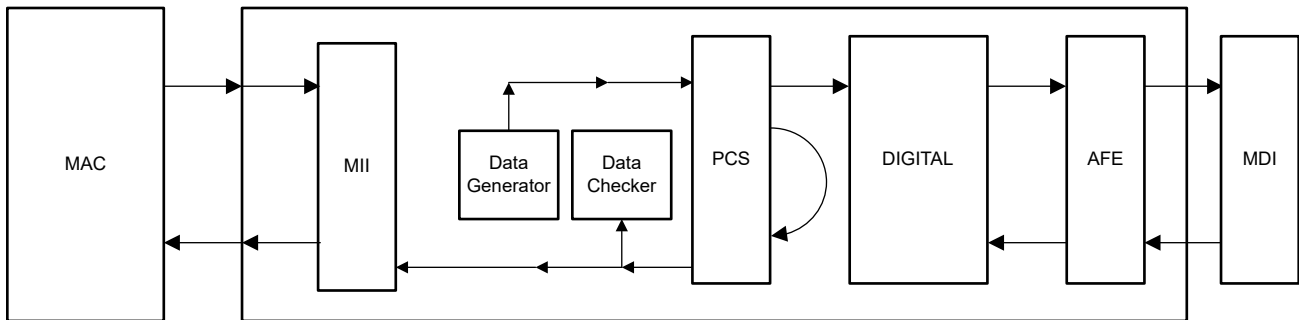 MAC
MII
Data
Generator
Data
Checker
PCS
DIGITAL
AFE
MDI